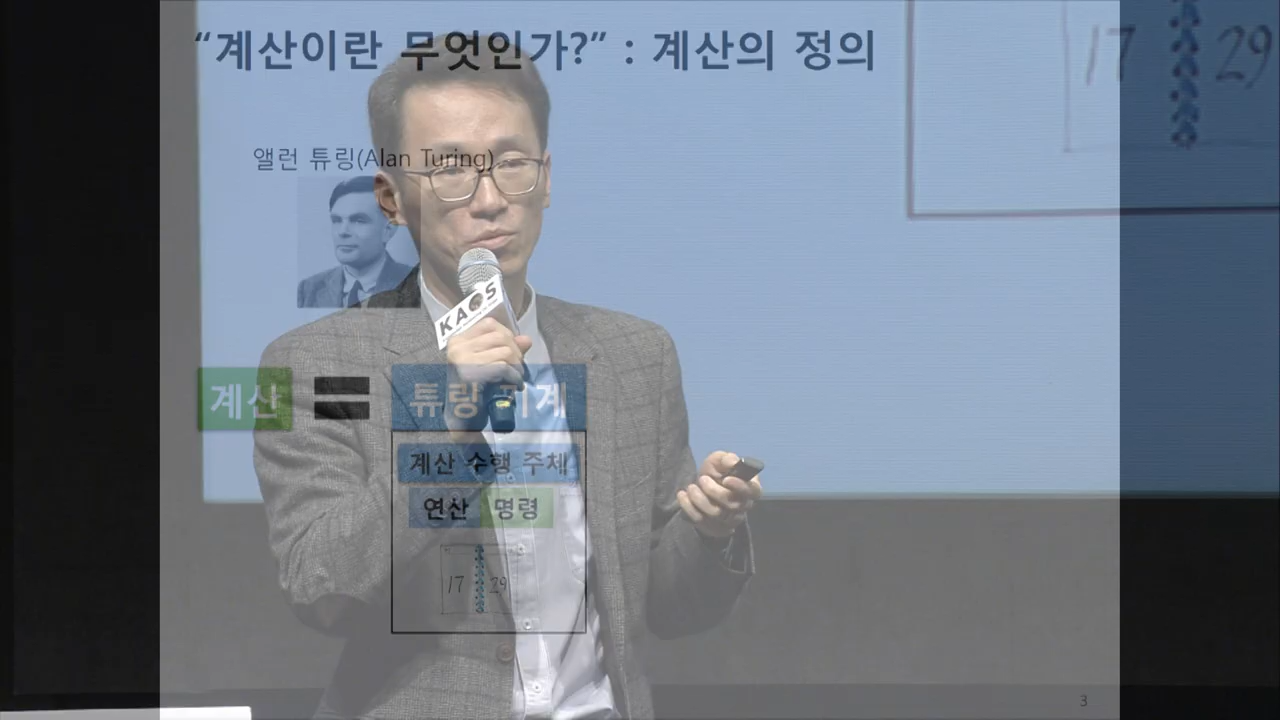 “계산이란 무엇인가?” : 계산의 정의
17 29
앨런 튜링(Alan Turing)
KAOS
계산 = 튜링 기계
계산 수행 주체
연산 명령
17 29
3